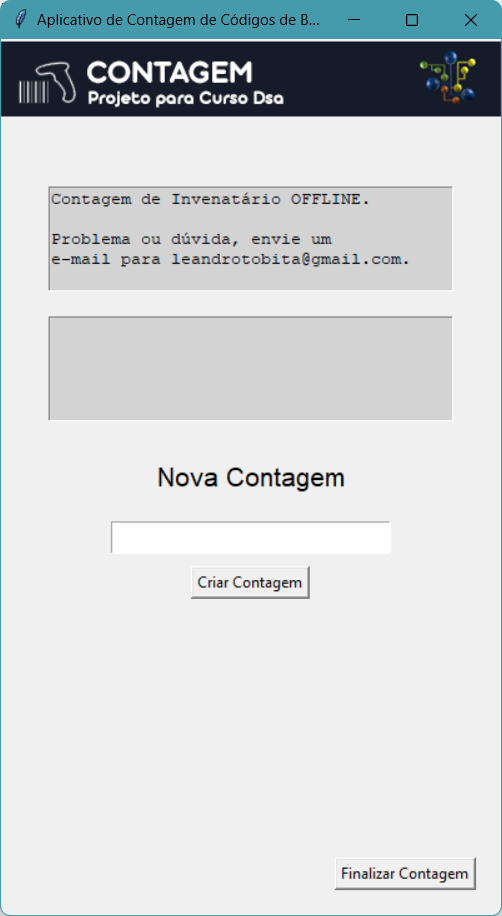 Aplicativo de Contagem de Códigos de B...
CONTAGEM
Projeto para Curso Dsa
Contagem de Invenatário OFFLINE.
Problema ou dúvida, envie um
e-mail para leandrotobita@gmail.com.
Nova Contagem
Criar Contagem
Finalizar Contagem